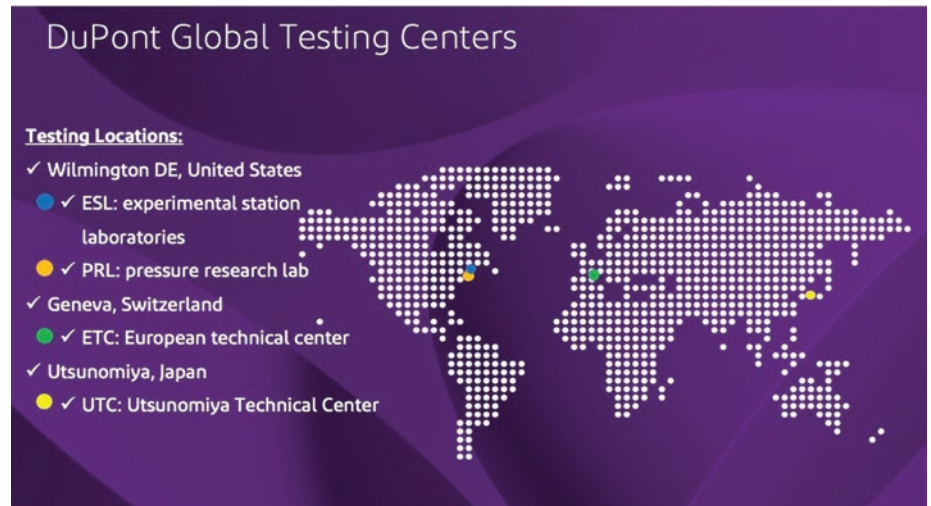 DuPont Global Testing Centers
Testing Locations:
✓ Wilmington DE, United States
✓ ESL: experimental station
laboratories
✓ PRL: pressure research lab
✓ Geneva, Switzerland
✓ ETC: European technical center
✓ Utsunomiya, Japan
✓ UTC: Utsunomiya Technical Center